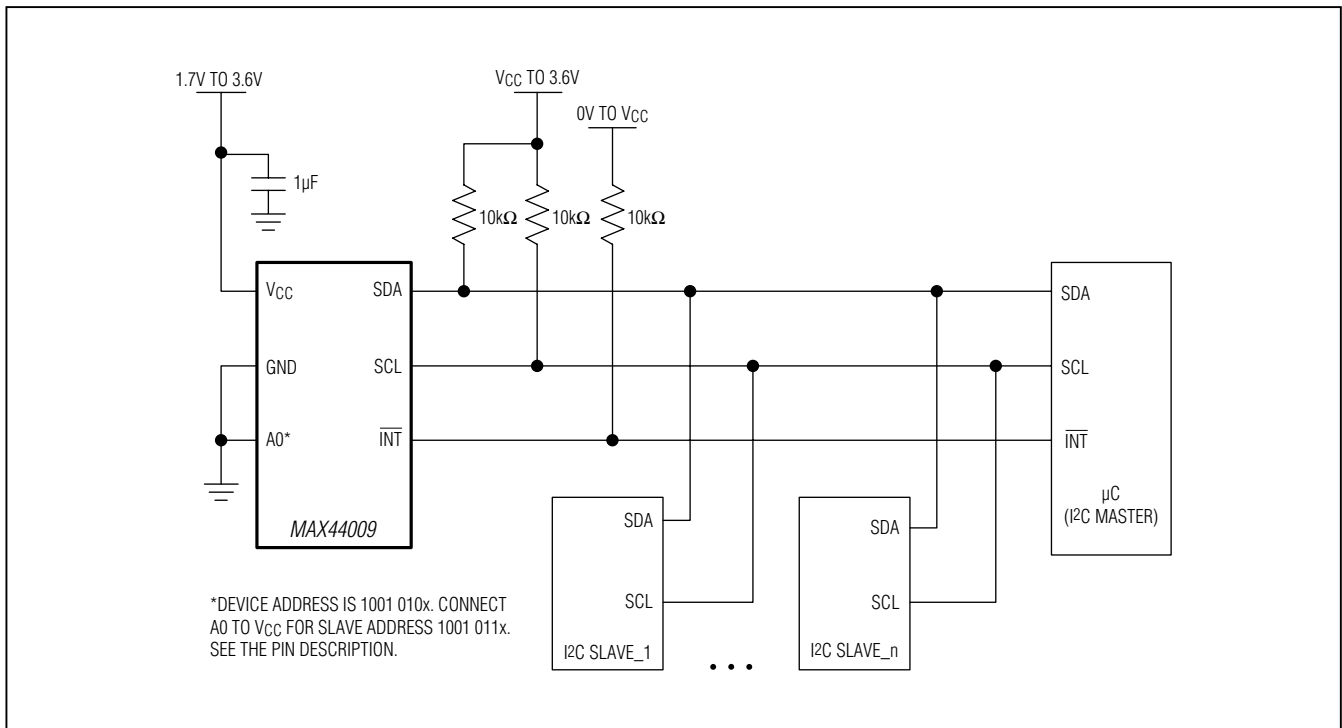 1.7V TO 3.6V
VCC TO 3.6V
0V TO VCC
1µF
10kΩ
10kΩ
10kΩ
VCC
SDA
SDA
GND
SCL
SCL
A0*
INT
INT
µC
(I²C MASTER)
MAX44009
SDA
SCL
I²C SLAVE_1
• • •
SDA
SCL
I²C SLAVE_n
*DEVICE ADDRESS IS 1001 010x. CONNECT
A0 TO VCC FOR SLAVE ADDRESS 1001 011x.
SEE THE PIN DESCRIPTION.